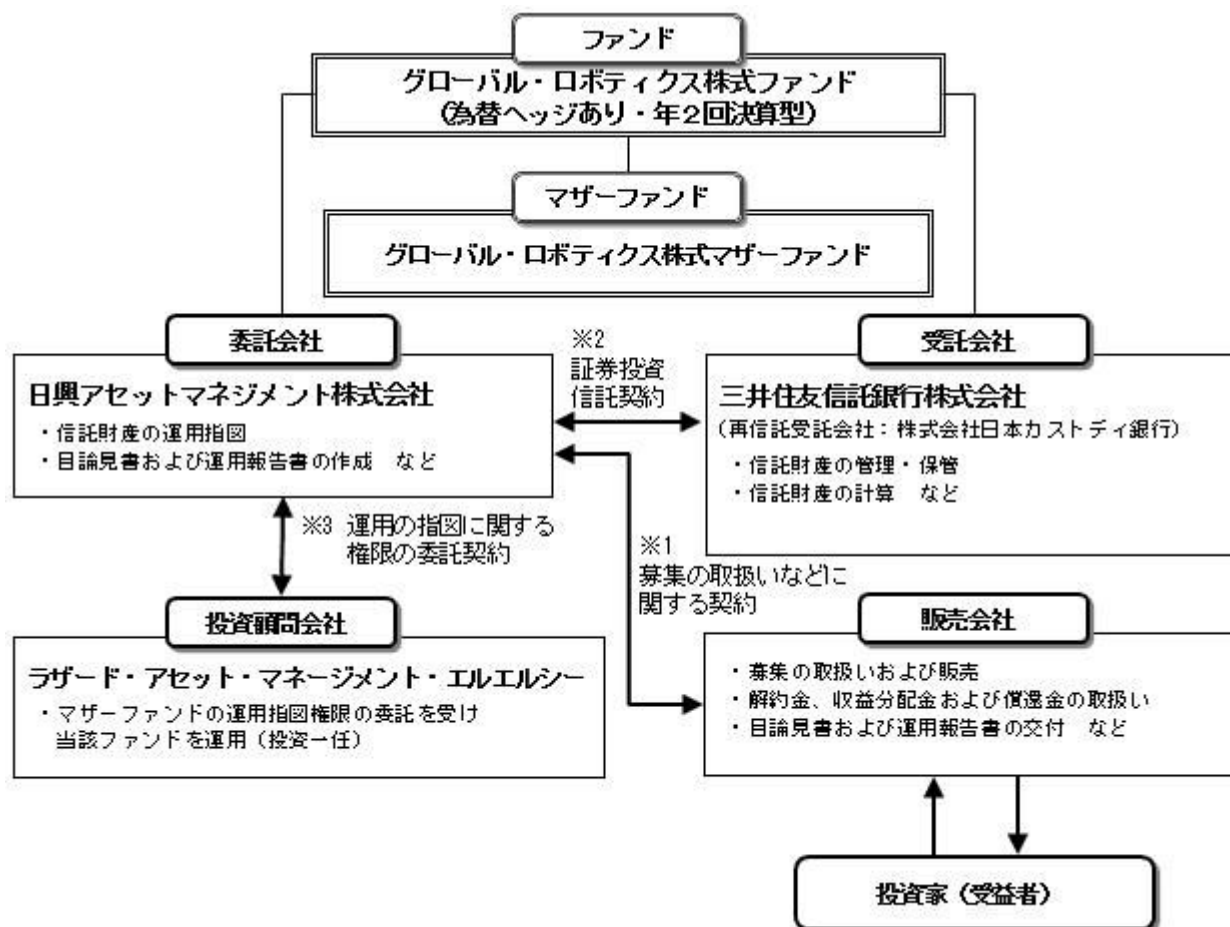 ファンド
グローバル・ロボティクス株式ファンド
(為替ヘッジあり・年2回決算型)
マザーファンド
グローバル・ロボティクス株式マザーファンド
委託会社
日興アセットマネジメント株式会社
・信託財産の運用指図
・目論見書および運用報告書の作成 など
※2
証券投資
信託契約
受託会社
三井住友信託銀行株式会社
(再信託受託会社:株式会社日本カストディ銀行)
・信託財産の管理・保管
・信託財産の計算 など
※3 運用の指図に関する
権限の委託契約
※1
募集の取扱いなどに
関する契約
投資顧問会社
ラザード・アセット・マネージメント・エルエルシー
・マザーファンドの運用指図権限の委託を受け
当該ファンドを運用(投資一任)
販売会社
・募集の取扱いおよび販売
・解約金、収益分配金および償還金の取扱い
・目論見書および運用報告書の交付 など
投資家(受益者)